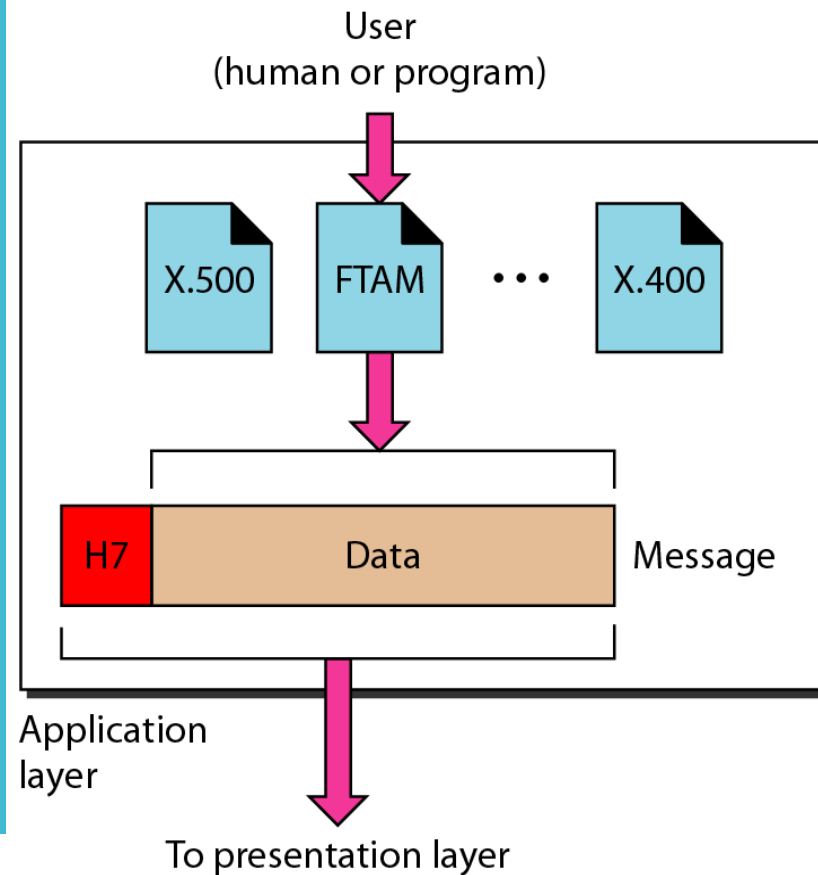 User
(human or program)
X.500 FTAM ... X.400
H7 Data Message
Application
layer
To presentation layer